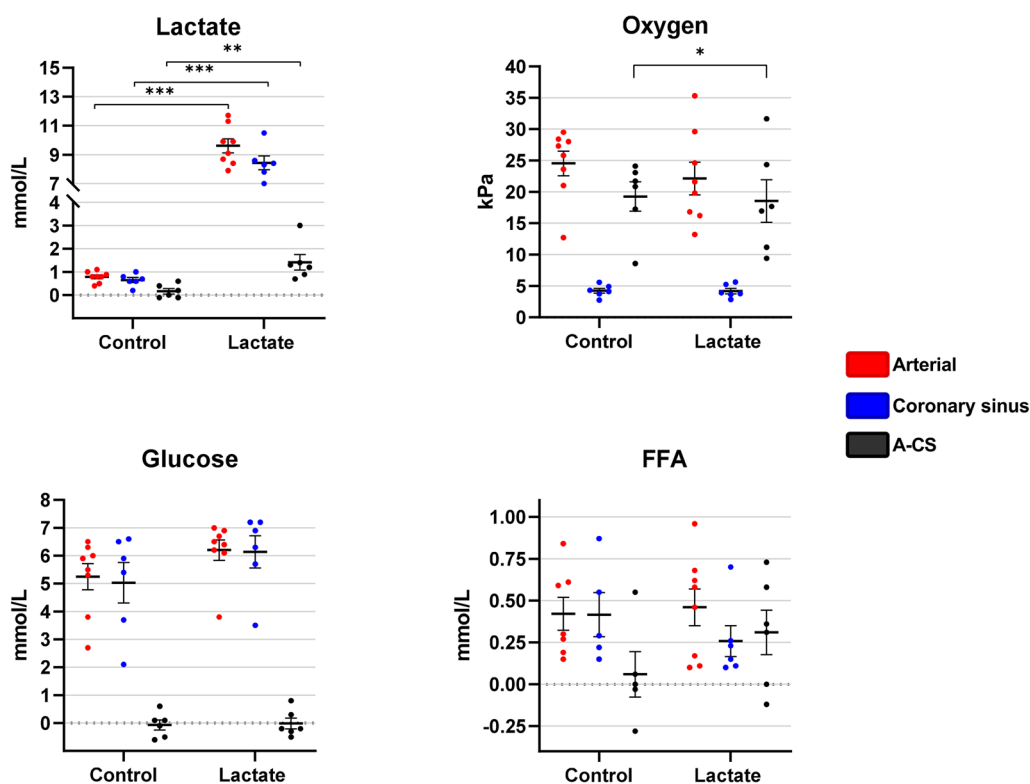 Lactate
**
***
***
15
13
11
9
7
4
3
2
1
0
mmol/L
Control Lactate
Oxygen
*
40
35
30
25
20
15
10
5
0
kPa
Control Lactate
Arterial
Coronary sinus
A-CS
Glucose
8
7
6
5
4
3
2
1
0
mmol/L
Control Lactate
FFA
1.00
0.75
0.50
0.25
0.00
-0.25
mmol/L
Control Lactate